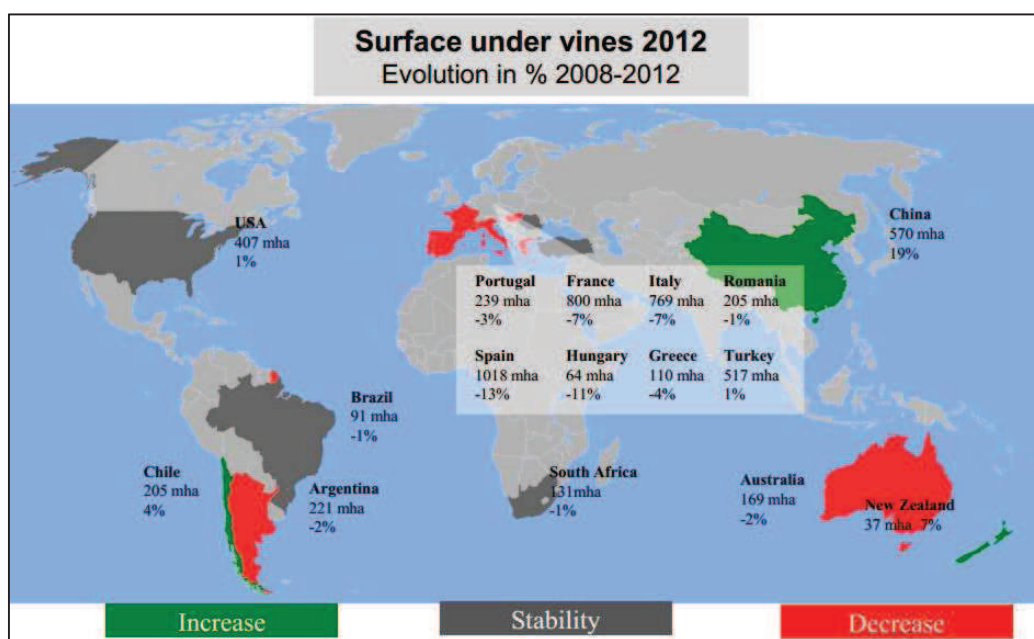 Surface under vines 2012
Evolution in % 2008-2012
USA
407 mha
1%
China
570 mha
19%
Portugal
239 mha
-3%
France
800 mha
-7%
Italy
769 mha
-7%
Romania
205 mha
-1%
Spain
1018 mha
-13%
Hungary
64 mha
-11%
Greece
110 mha
-4%
Turkey
517 mha
1%
Brazil
91 mha
-1%
Chile
205 mha
4%
Argentina
221 mha
-2%
South Africa
131mha
-1%
Australia
169 mha
-2%
New Zealand
37 mha 7%
Increase
Stability
Decrease